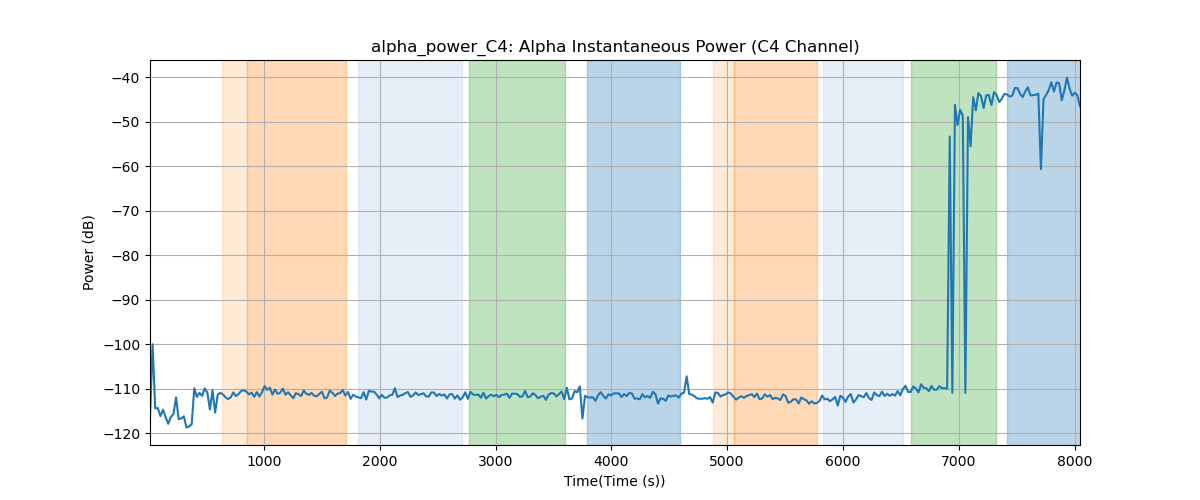 alpha_power_C4: Alpha Instantaneous Power (C4 Channel)
−40
−50
−60
−70
−80
−90
−100
−110
−120
Power (dB)
1000 2000 3000 4000 5000 6000 7000 8000
Time(Time (s))